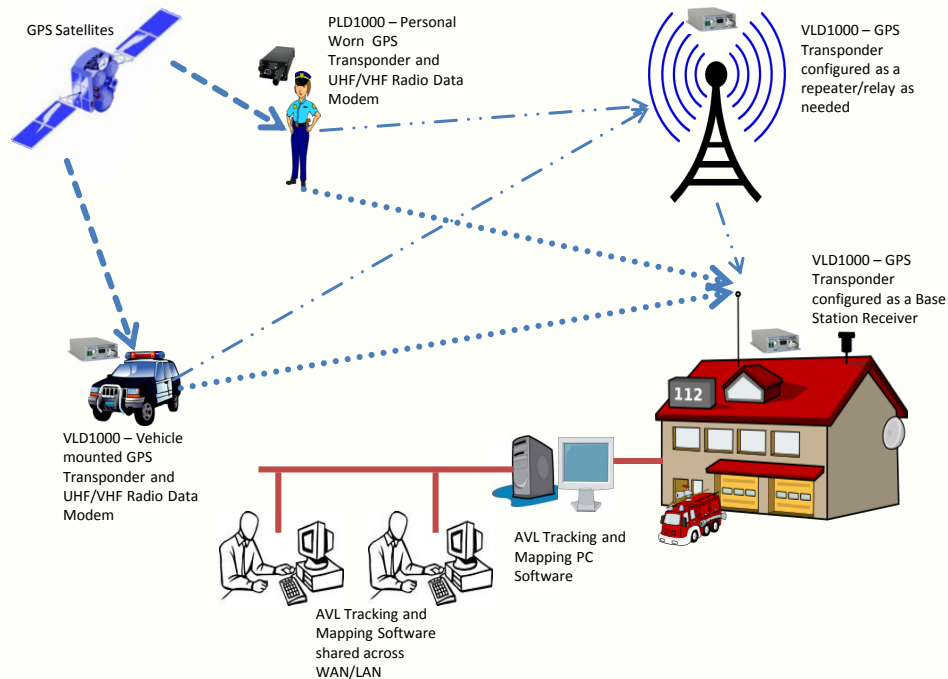 GPS Satellites
PLD1000 – Personal
Worn GPS
Transponder and
UHF/VHF Radio Data
Modem
VLD1000 – GPS
Transponder
configured as a
repeater/relay as
needed
VLD1000 – GPS
Transponder
configured as a Base
Station Receiver
112
VLD1000 – Vehicle
mounted GPS
Transponder and
UHF/VHF Radio Data
Modem
AVL Tracking and
Mapping PC
Software
AVL Tracking and
Mapping Software
shared across
WAN/LAN